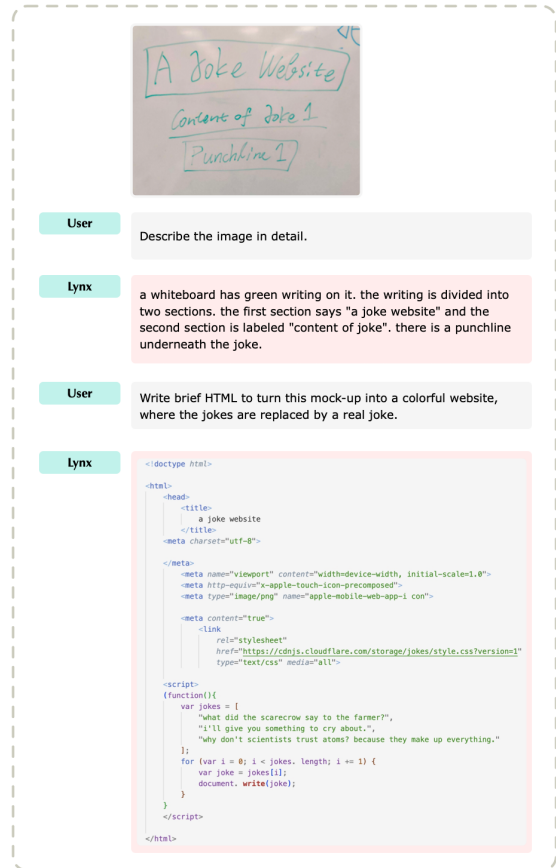 A Joke Website
Content of Joke 1
Punchline 1
User
Describe the image in detail.
Lynx
a whiteboard has green writing on it. the writing is divided into
two sections. the first section says "a joke website" and the
second section is labeled "content of joke". there is a punchline
underneath the joke.
User
Write brief HTML to turn this mock-up into a colorful website,
where the jokes are replaced by a real joke.
Lynx
<!doctype html>
<html>
<head>
<title>
a joke website
</title>
<meta charset="utf-8">
</meta>
<meta name="viewport" content="width=device-width, initial-scale=1.0">
<meta http-equiv="x-apple-touch-icon-precomposed">
<meta type="image/png" name="apple-mobile-web-app-i con">
<meta content="true">
<link
rel="stylesheet"
href="https://cdnjs.cloudflare.com/storage/jokes/style.css?version=1"
type="text/css" media="all">
<script>
(function(){
var jokes = [
"what did the scarecrow say to the farmer?",
"i'll give you something to cry about.",
"why don't scientists trust atoms? because they make up everything."
];
for (var i = 0; i < jokes. length; i += 1) {
var joke = jokes[i];
document. write(joke);
}
}
</script>
</html>